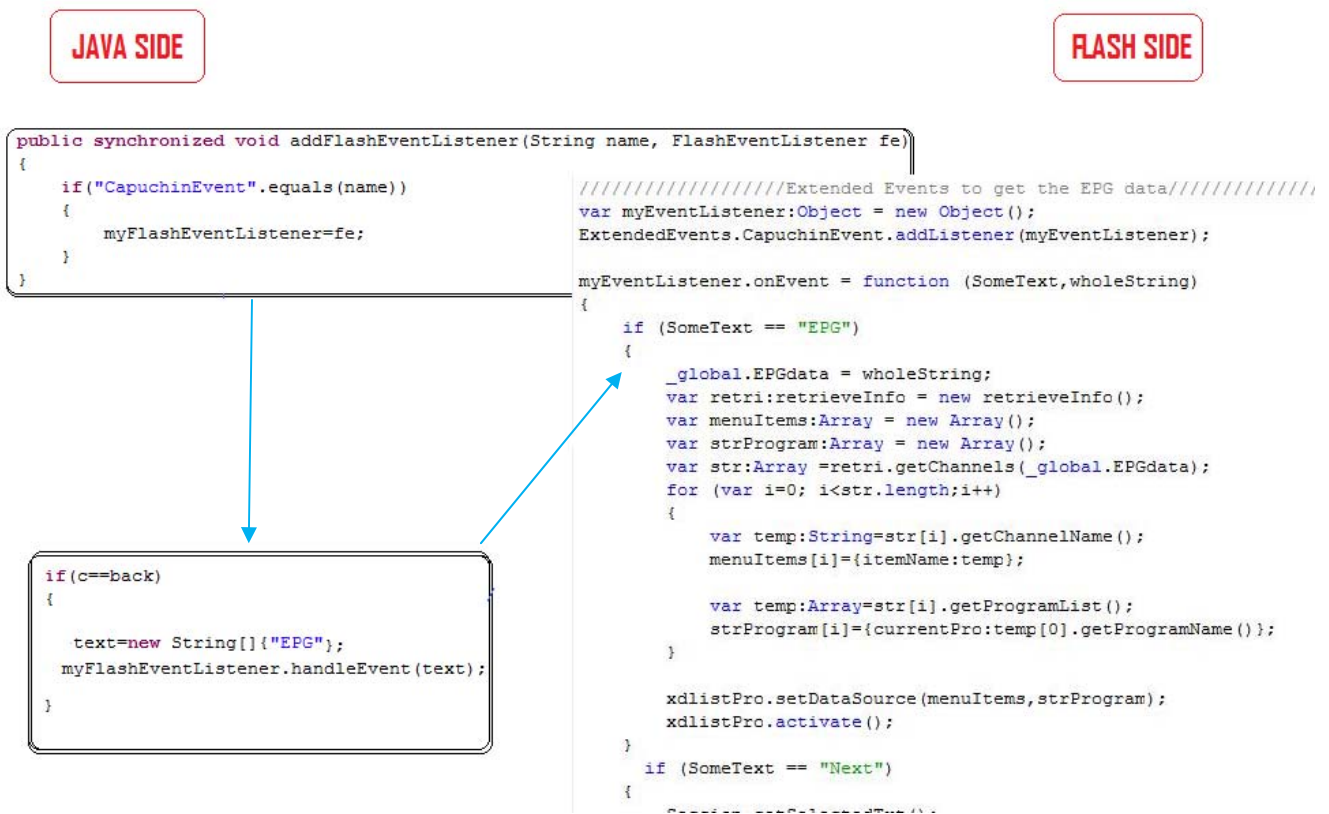 JAVA SIDE
FLASH SIDE
public synchronized void addFlashEventListener(String name, FlashEventListener fe)
{
if("CapuchinEvent".equals(name))
{
myFlashEventListener=fe;
}
}
if(c==back)
{
text=new String[]{"EPG"};
myFlashEventListener.handleEvent(text);
}
///////////////////Extended Events to get the EPG data//////////////
var myEventListener:Object = new Object();
ExtendedEvents.CapuchinEvent.addListener(myEventListener);
myEventListener.onEvent = function (SomeText,wholeString)
{
if (SomeText == "EPG")
{
_global.EPGdata = wholeString;
var retri:retrieveInfo = new retrieveInfo();
var menuItems:Array = new Array();
var strProgram:Array = new Array();
var str:Array =retri.getChannels(_global.EPGdata);
for (var i=0; i<str.length;i++)
{
var temp:String=str[i].getChannelName();
menuItems[i]={itemName:temp};
var temp:Array=str[i].getProgramList();
strProgram[i]={currentPro:temp[0].getProgramName()};
}
xdlistPro.setDataSource(menuItems,strProgram);
xdlistPro.activate();
}
if (SomeText == "Next")
{